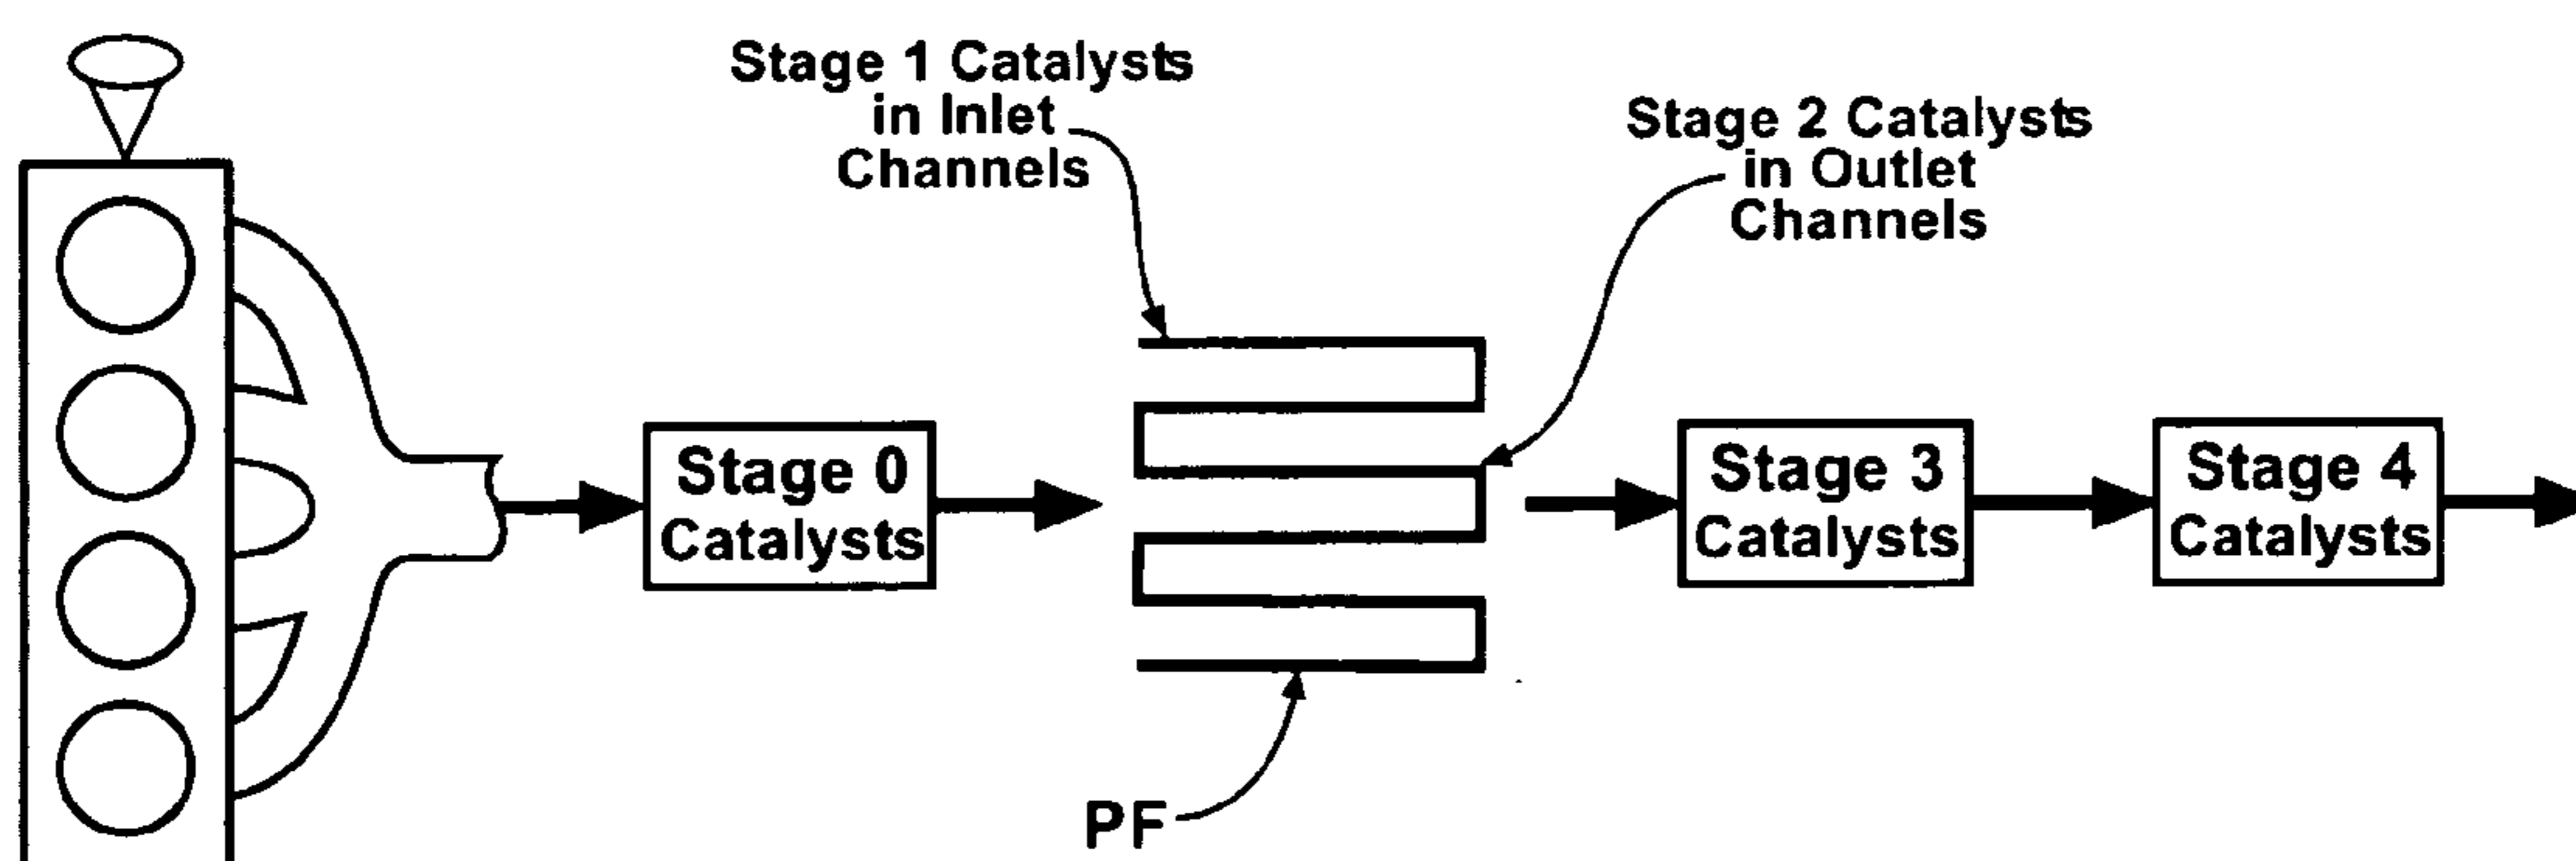 Stage 1 Catalysts
in Inlet
Channels
Stage 2 Catalysts
in Outlet
Channels
Stage 0
Catalysts
Stage 3
Catalysts
Stage 4
Catalysts
PF